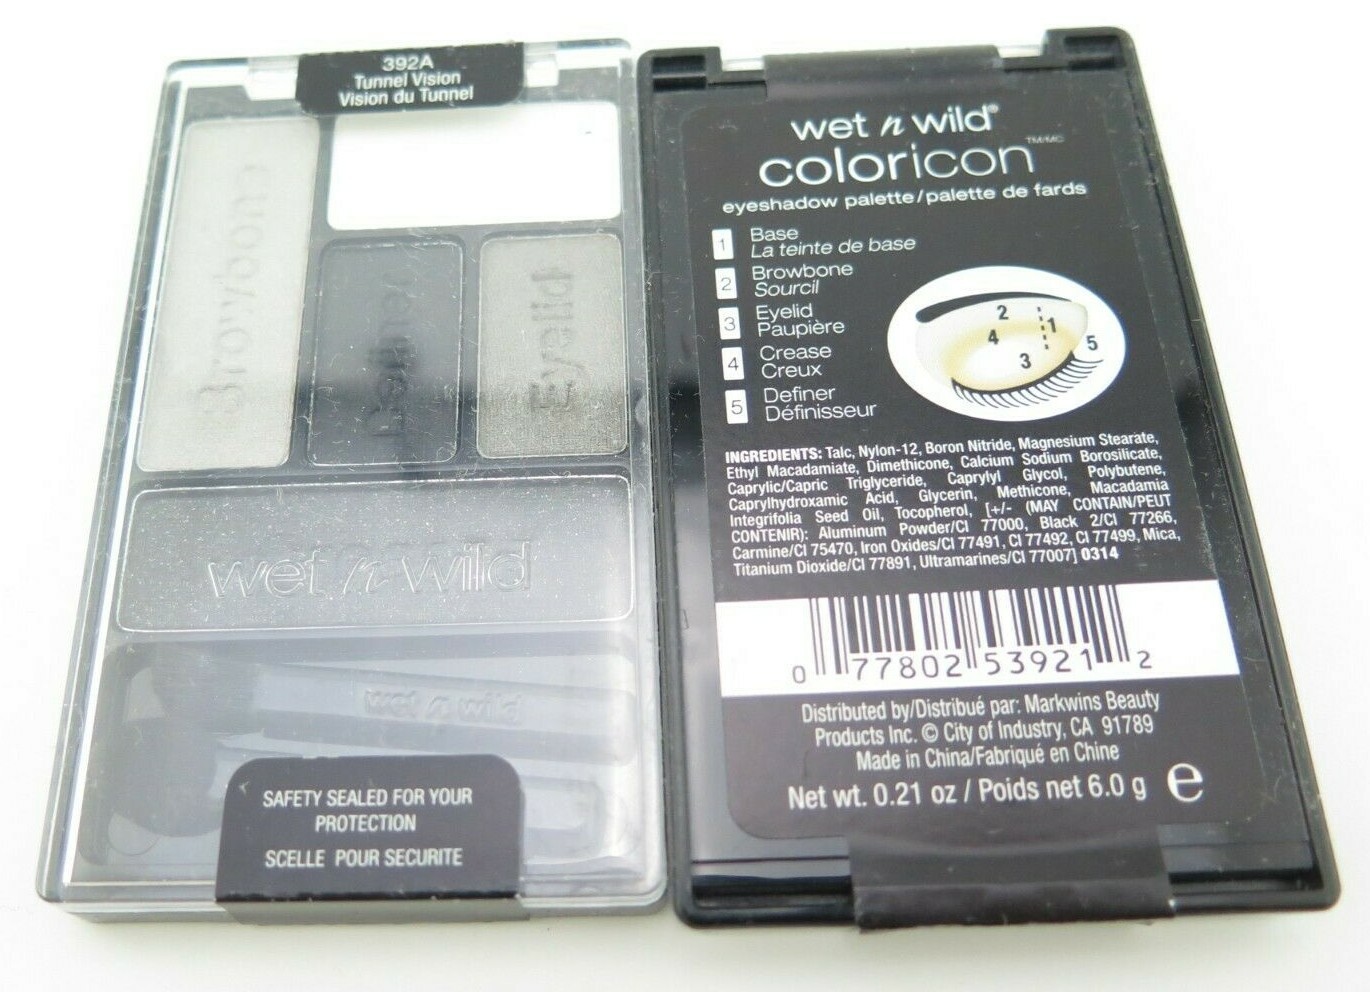 392A
Tunnel Vision
Vision du Tunnel
Browbone
Definer
Eyelid
wet n wild
wet n wild
SAFETY SEALED FOR YOUR
PROTECTION
SCELLE POUR SECURITE
wet n wild®
coloricon™/MC
eyeshadow palette/palette de fards
1 Base
La teinte de base
2 Browbone
Sourcil
3 Eyelid
Paupière
4 Crease
Creux
5 Definer
Définisseur
2
1
4
3
5
INGREDIENTS: Talc, Nylon-12, Boron Nitride, Magnesium Stearate,
Ethyl Macadamiate, Dimethicone, Calcium Sodium Borosilicate,
Caprylic/Capric Triglyceride, Caprylyl Glycol, Polybutene,
Caprylhydroxamic Acid, Glycerin, Methicone, Macadamia
Integrifolia Seed Oil, Tocopherol, [+/- (MAY CONTAIN/PEUT
CONTENIR): Aluminum Powder/CI 77000, Black 2/CI 77266,
Carmine/CI 75470, Iron Oxides/CI 77491, CI 77492, CI 77499, Mica,
Titanium Dioxide/CI 77891, Ultramarines/CI 77007] 0314
0 77802 53921 2
Distributed by/Distribué par: Markwins Beauty
Products Inc. © City of Industry, CA 91789
Made in China/Fabriqué en Chine
Net wt. 0.21 oz / Poids net 6.0 g e